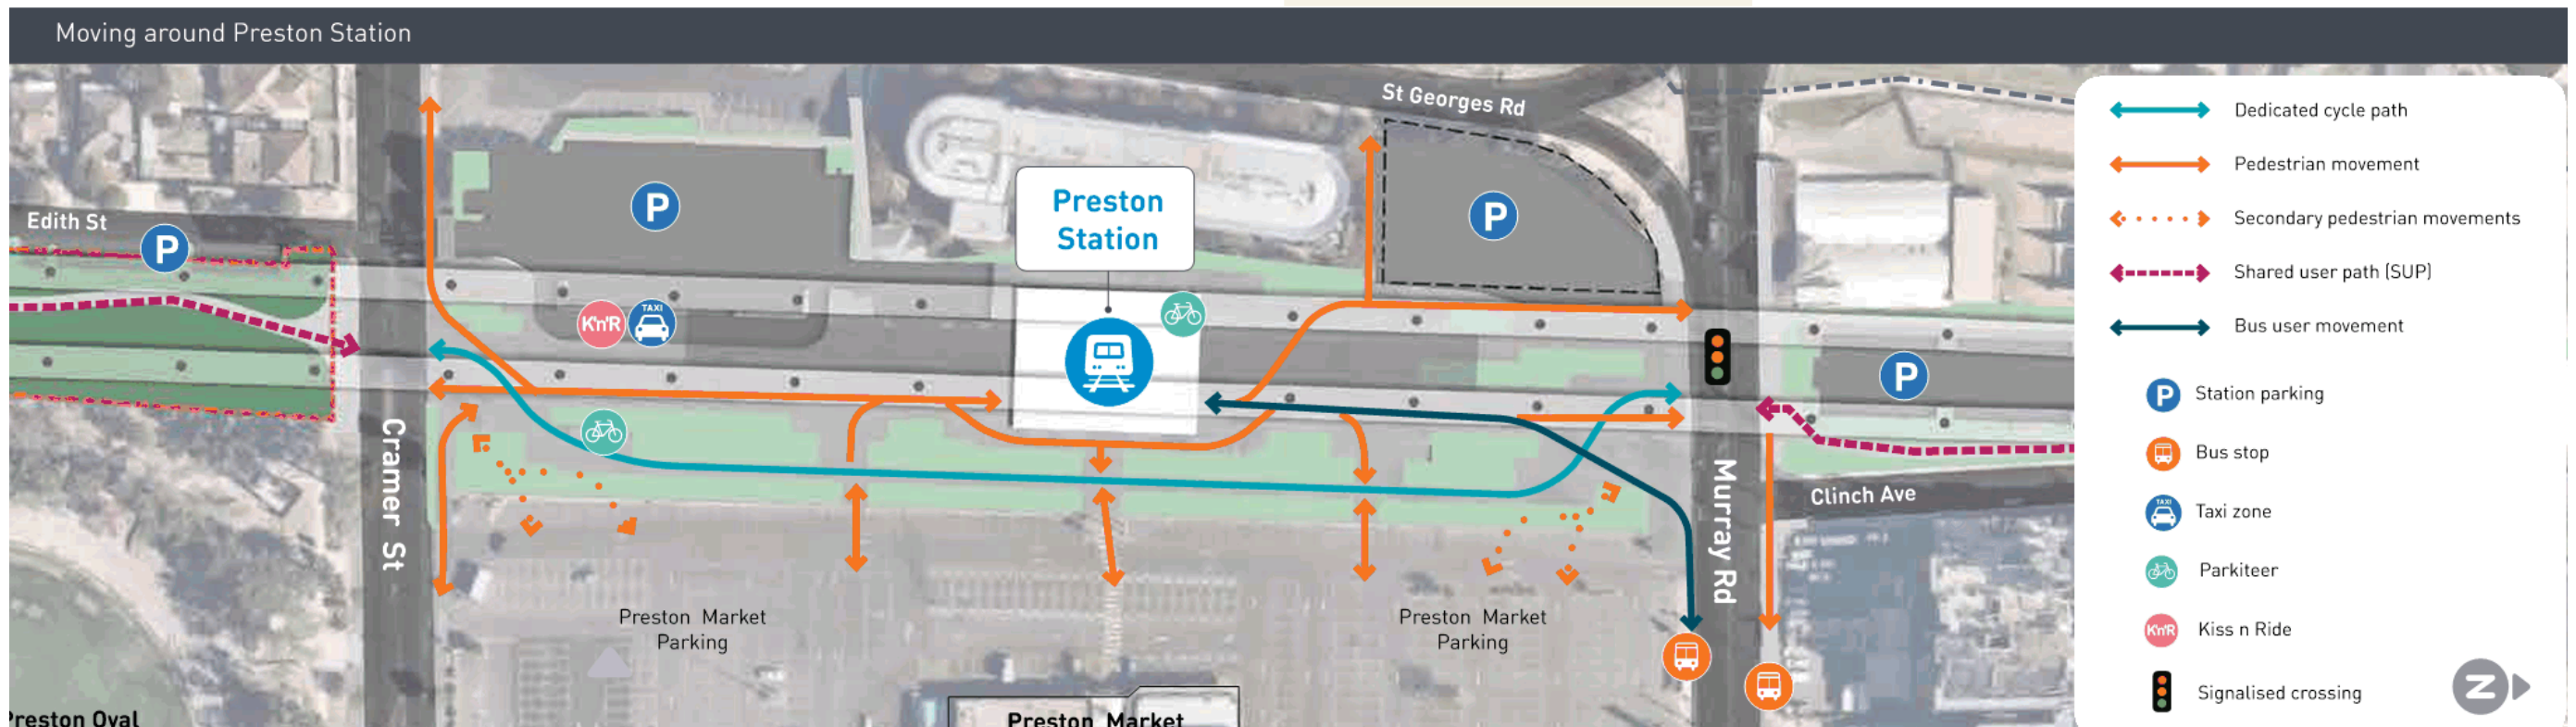 Moving around Preston Station
St Georges Rd
Edith St
P
P
P
P
Preston
Station
K'n'R
TAXI
Cramer St
Murray Rd
Clinch Ave
Preston Market
Parking
Preston Market
Parking
Preston Oval
Preston Market
Dedicated cycle path
Pedestrian movement
Secondary pedestrian movements
Shared user path (SUP)
Bus user movement
P
Station parking
Bus stop
TAXI
Taxi zone
Parkiteer
K'n'R
Kiss n Ride
Signalised crossing
Z